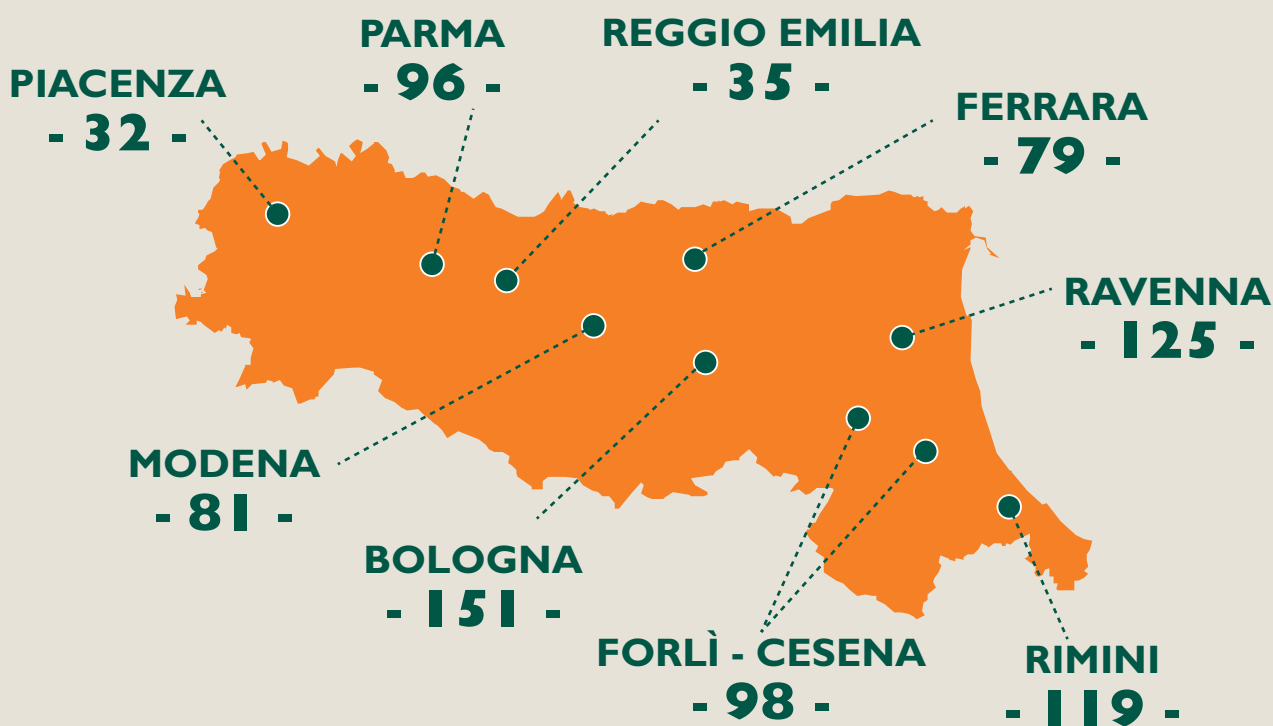 PARMA
- 96 -
REGGIO EMILIA
- 35 -
PIACENZA
- 32 -
FERRARA
- 79 -
RAVENNA
- 125 -
MODENA
- 81 -
BOLOGNA
- 151 -
FORLÌ - CESENA
- 98 -
RIMINI
- 119 -